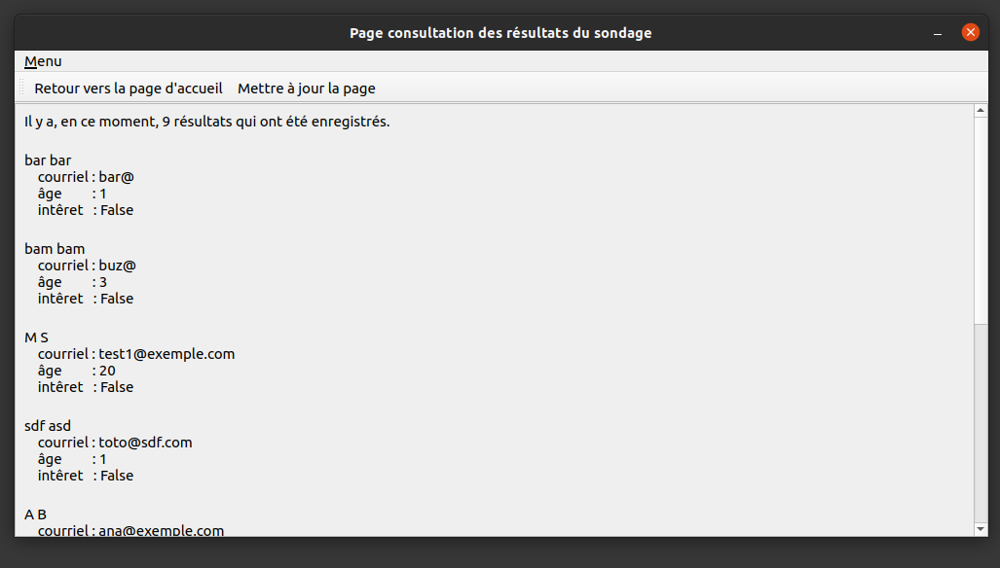 Page consultation des résultats du sondage
Menu
Retour vers la page d'accueil Mettre à jour la page
Il y a, en ce moment, 9 résultats qui ont été enregistrés.
bar bar
courriel : bar@
âge : 1
intêret : False
bam bam
courriel : buz@
âge : 3
intêret : False
M S
courriel : test1@exemple.com
âge : 20
intêret : False
sdf asd
courriel : toto@sdf.com
âge : 1
intêret : False
A B
courriel : ana@exemple.com